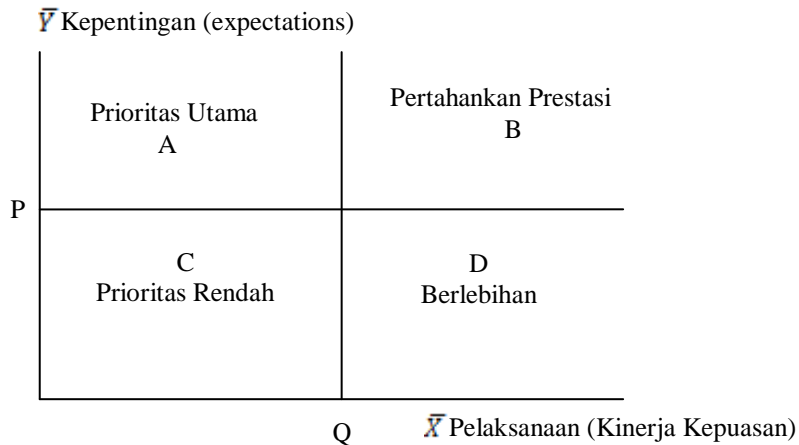 Ȳ Kepentingan (expectations)
Prioritas Utama
A
Pertahankan Prestasi
B
P
C
Prioritas Rendah
D
Berlebihan
Q
X̄ Pelaksanaan (Kinerja Kepuasan)